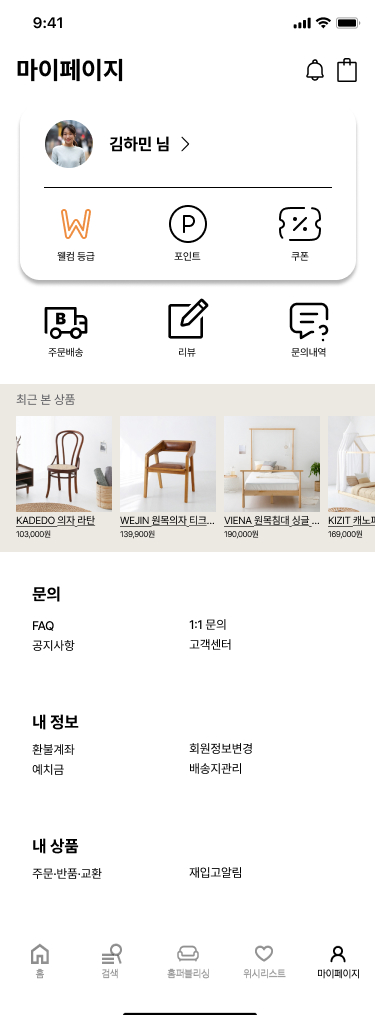 9:41
마이페이지
김하민 님
W
웰컴 등급
P
포인트
쿠폰
B
주문배송
리뷰
문의내역
최근 본 상품
KADEDO 의자 라탄
103,000원
WEJIN 원목의자 티크...
139,900원
VIENA 원목침대 싱글 ...
190,000원
KIZIT 캐노
169,000원
문의
FAQ
1:1 문의
공지사항
고객센터
내 정보
환불계좌
회원정보변경
예치금
배송지관리
내 상품
주문·반품·교환
재입고알림
홈
검색
홈퍼블리싱
위시리스트
마이페이지